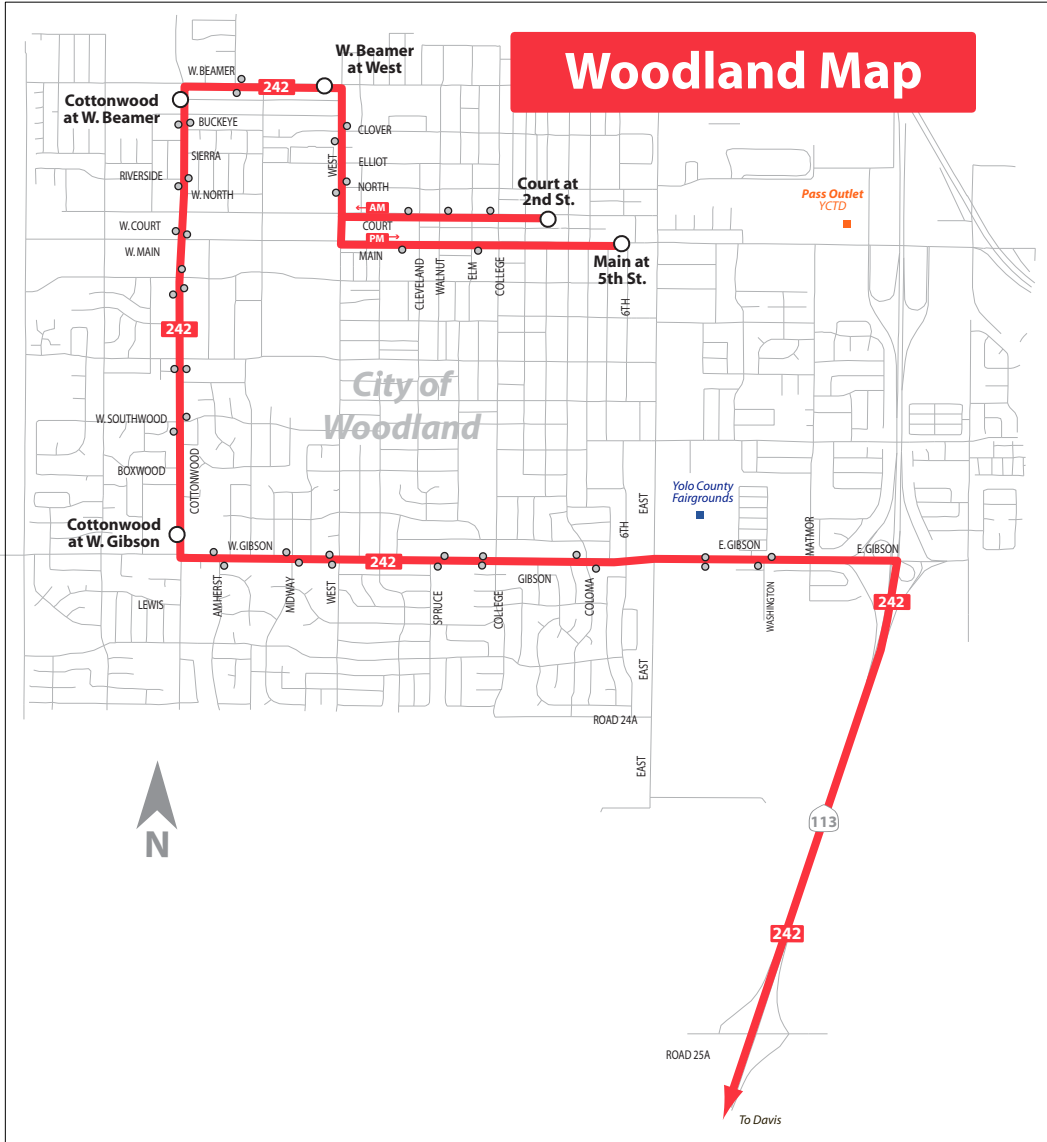 Woodland Map
W. Beamer
at West
W. BEAMER
242
Cottonwood
at W. Beamer
BUCKEYE
CLOVER
SIERRA
WEST
ELLIOT
RIVERSIDE
NORTH
W. NORTH
Court at
2nd St.
Pass Outlet
YCTD
← AM
W. COURT
COURT
PM →
W. MAIN
MAIN
Main at
5th St.
CLEVELAND
WALNUT
ELM
COLLEGE
6TH
242
City of
Woodland
W. SOUTHWOOD
BOXWOOD
COTTONWOOD
Yolo County
Fairgrounds
EAST
6TH
MATMOR
Cottonwood
at W. Gibson
W. GIBSON
242
E. GIBSON
E. GIBSON
GIBSON
LEWIS
AMHERST
MIDWAY
WEST
SPRUCE
COLLEGE
COLOMA
WASHINGTON
242
EAST
ROAD 24A
EAST
N
113
242
ROAD 25A
To Davis